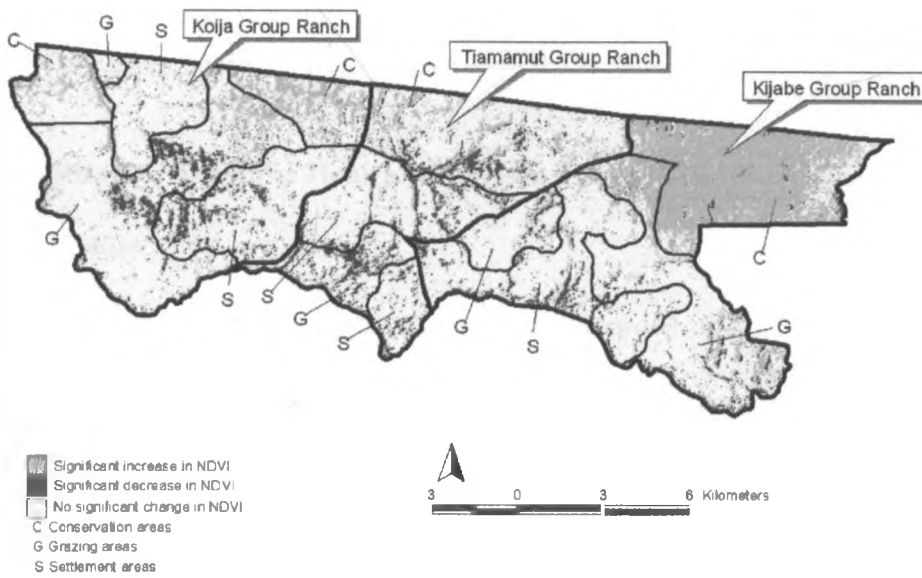 G
S
Koija Group Ranch
C
C
C
Tiamamut Group Ranch
Kijabe Group Ranch
G
S
S
G
S
G
S
C
G
Significant increase in NDVI
Significant decrease in NDVI
No significant change in NDVI
C Conservation areas
G Grazing areas
S Settlement areas
3 0 3 6 Kilometers